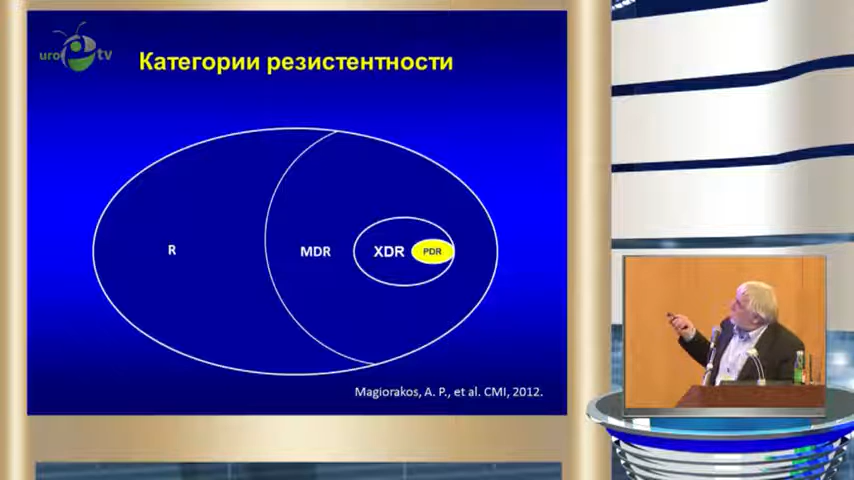 uro tv
Категории резистентности
R
MDR
XDR
PDR
Magiorakos, A. P., et al. CMI, 2012.